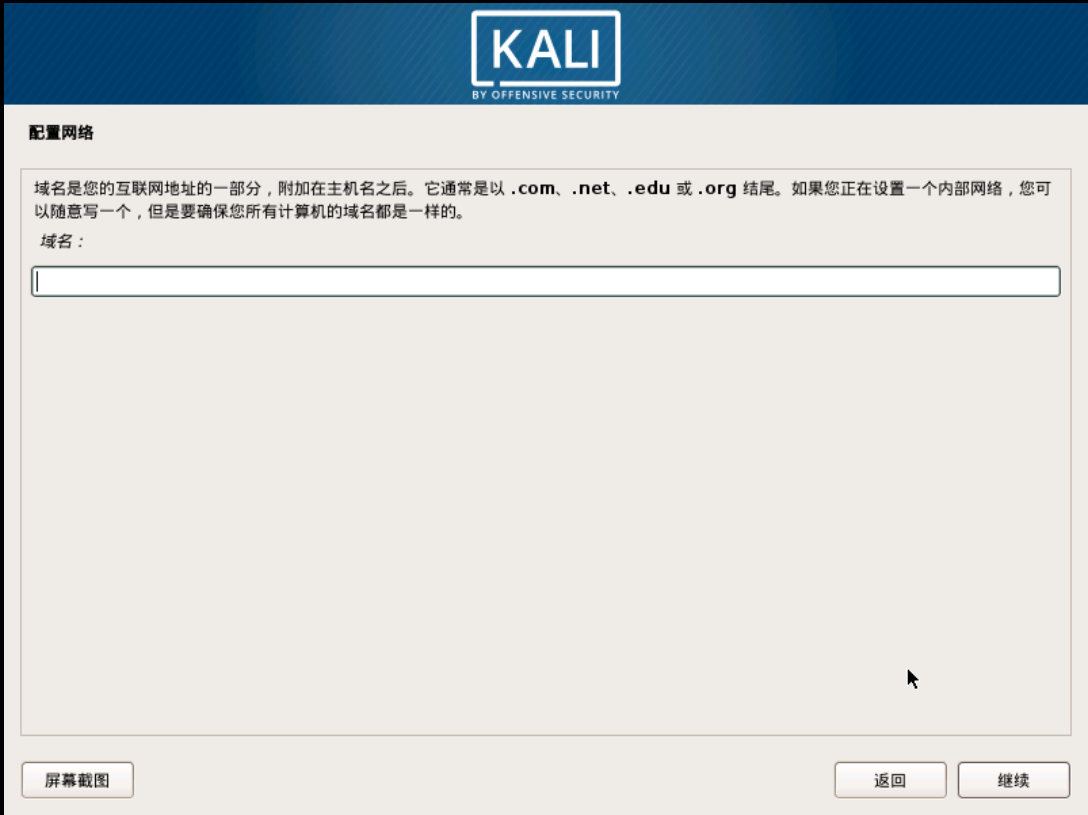 KALI
BY OFFENSIVE SECURITY
配置网络
域名是您的互联网地址的一部分，附加在主机名之后。它通常是以 .com、.net、.edu 或 .org 结尾。如果您正在设置一个内部网络，您可
以随意写一个，但是要确保您所有计算机的域名都是一样的。
域名：
屏幕截图
返回
继续